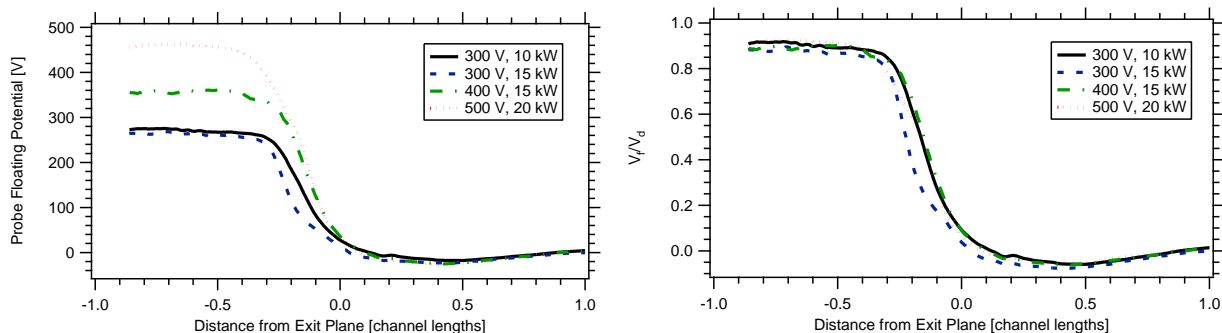 Probe Floating Potential [V]
500
400
300
200
100
0
300 V, 10 kW
300 V, 15 kW
400 V, 15 kW
500 V, 20 kW
-1.0
-0.5
0.0
0.5
1.0
Distance from Exit Plane [channel lengths]
Vf/Vd
1.0
0.8
0.6
0.4
0.2
0.0
300 V, 10 kW
300 V, 15 kW
400 V, 15 kW
500 V, 20 kW
-1.0
-0.5
0.0
0.5
1.0
Distance from Exit Plane [channel lengths]